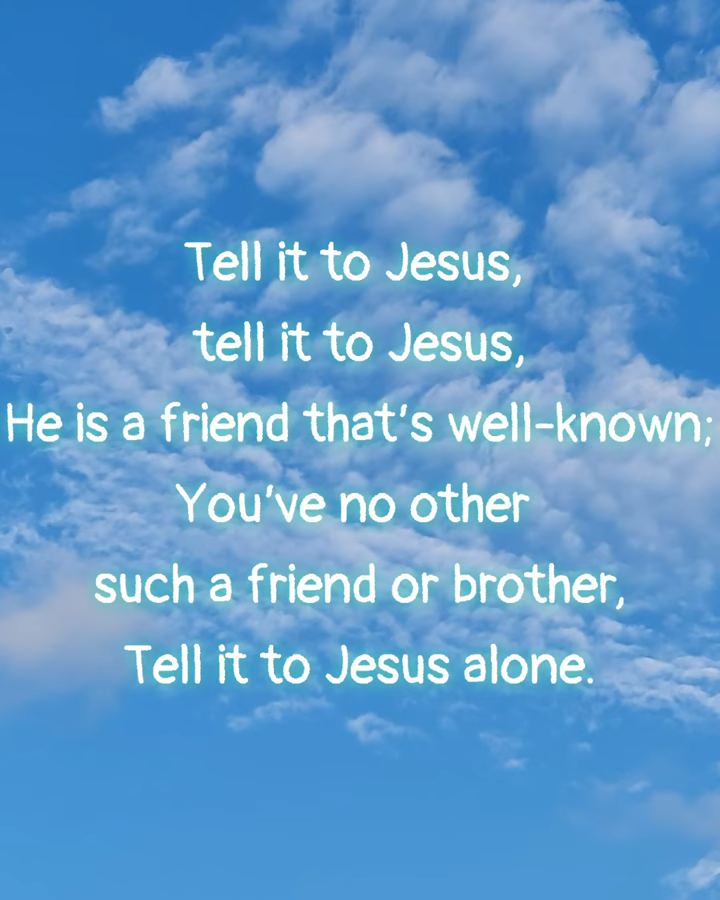 Tell it to Jesus,
tell it to Jesus,
He is a friend that's well-known;
You've no other
such a friend or brother,
Tell it to Jesus alone.